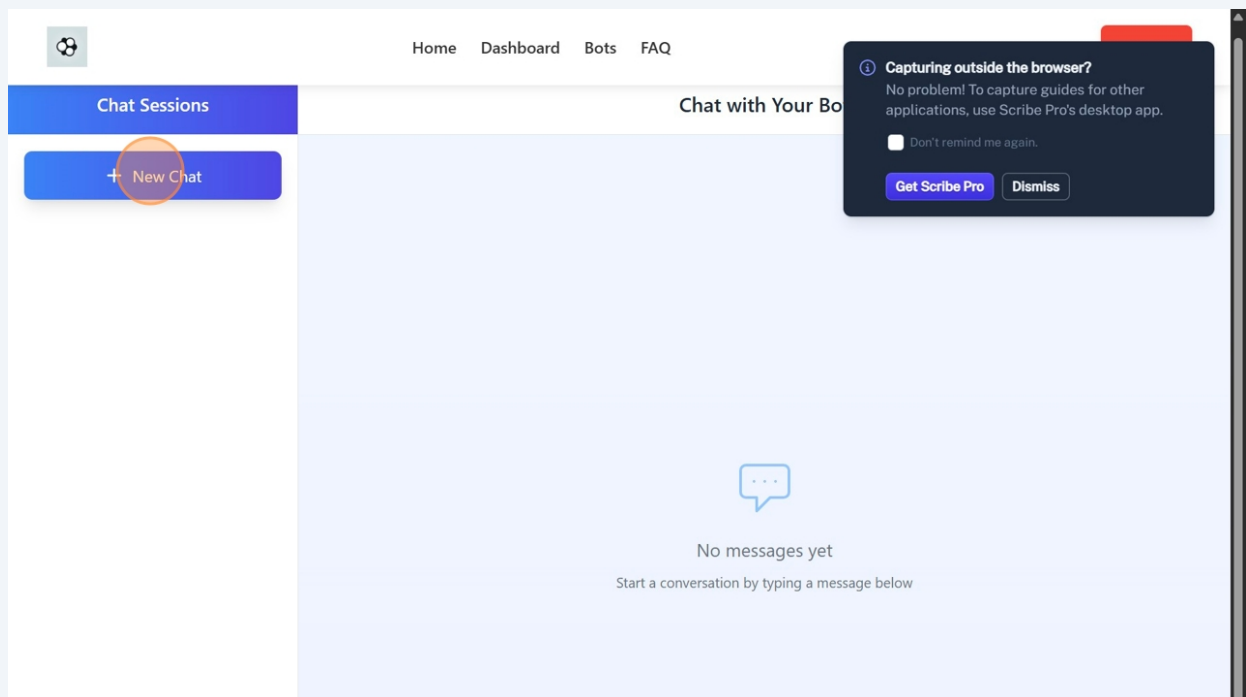 Home Dashboard Bots FAQ
Capturing outside the browser?
No problem! To capture guides for other
applications, use Scribe Pro's desktop app.
Don't remind me again.
Get Scribe Pro Dismiss
Chat Sessions
Chat with Your Bo
+ New Chat
No messages yet
Start a conversation by typing a message below